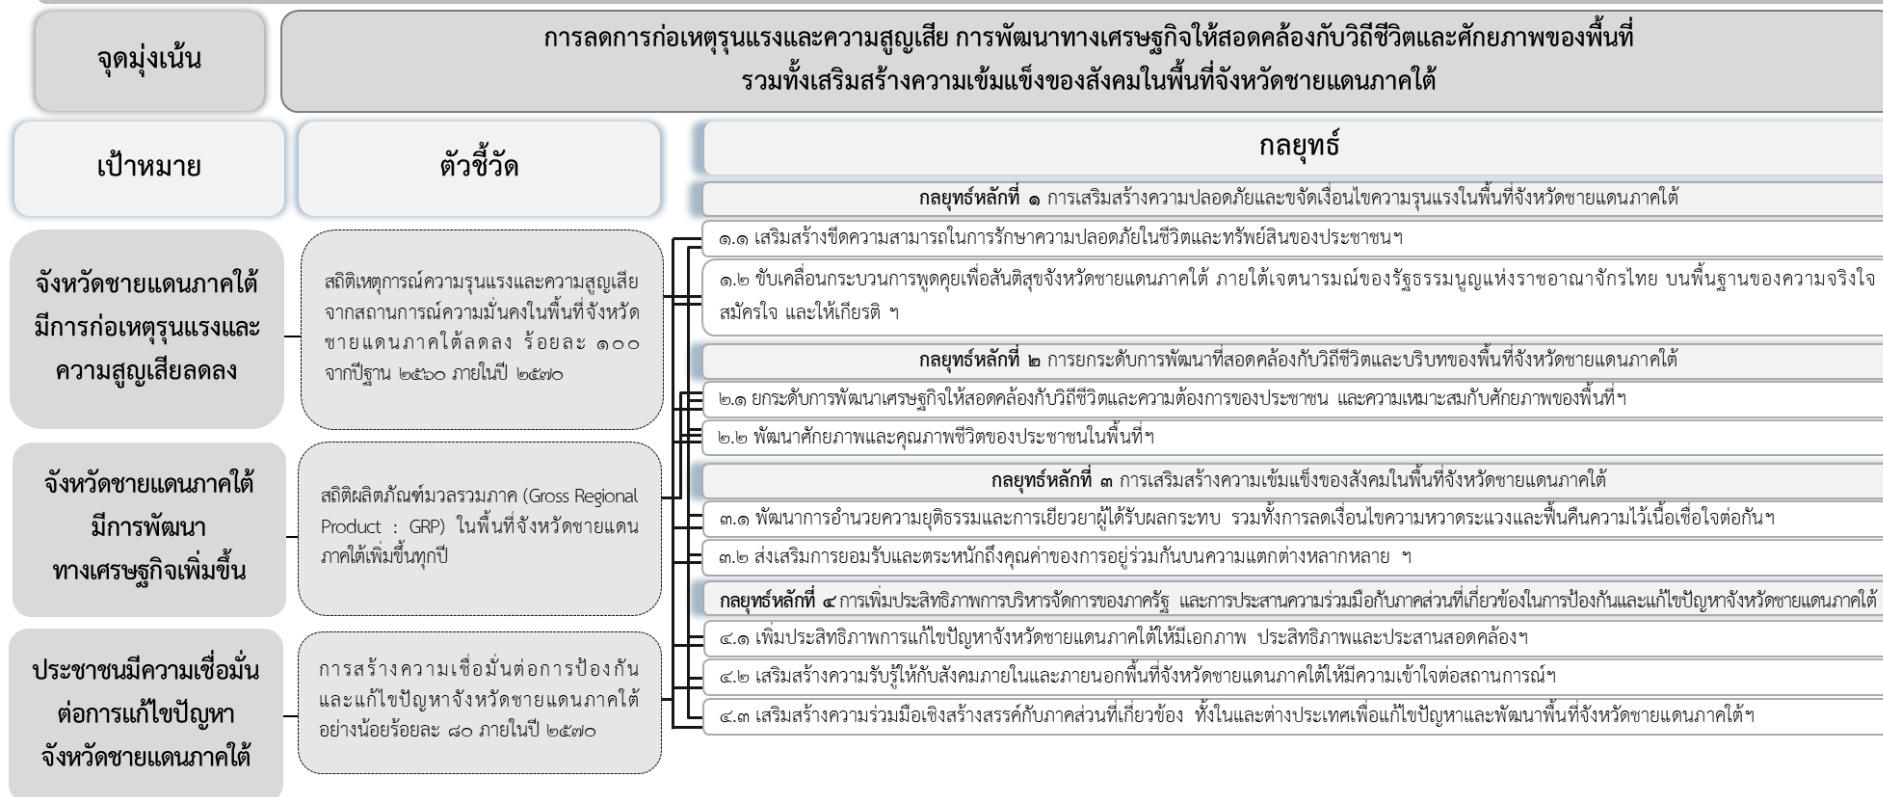 จุดมุ่งเน้น
การลดการก่อเหตุรุนแรงและความสูญเสีย การพัฒนาทางเศรษฐกิจให้สอดคล้องกับวิถีชีวิตและศักยภาพของพื้นที่
รวมทั้งเสริมสร้างความเข้มแข็งของสังคมในพื้นที่จังหวัดชายแดนภาคใต้
เป้าหมาย
ตัวชี้วัด
กลยุทธ์
จังหวัดชายแดนภาคใต้
มีการก่อเหตุรุนแรงและ
ความสูญเสียลดลง
สถิติเหตุการณ์ความรุนแรงและความสูญเสีย
จากสถานการณ์ความมั่นคงในพื้นที่จังหวัด
ชายแดนภาคใต้ลดลง ร้อยละ ๑๐๐
จากปีฐาน ๒๕๖๐ ภายในปี ๒๕๗๐
จังหวัดชายแดนภาคใต้
มีการพัฒนา
ทางเศรษฐกิจเพิ่มขึ้น
สถิติผลิตภัณฑ์มวลรวมภาค (Gross Regional
Product : GRP) ในพื้นที่จังหวัดชายแดน
ภาคใต้เพิ่มขึ้นทุกปี
ประชาชนมีความเชื่อมั่น
ต่อการแก้ไขปัญหา
จังหวัดชายแดนภาคใต้
การสร้างความเชื่อมั่นต่อการป้องกัน
และแก้ไขปัญหาจังหวัดชายแดนภาคใต้
อย่างน้อยร้อยละ ๘๐ ภายในปี ๒๕๗๐
กลยุทธ์หลักที่ ๑ การเสริมสร้างความปลอดภัยและขจัดเงื่อนไขความรุนแรงในพื้นที่จังหวัดชายแดนภาคใต้
๑.๑ เสริมสร้างขีดความสามารถในการรักษาความปลอดภัยในชีวิตและทรัพย์สินของประชาชนฯ
๑.๒ ขับเคลื่อนกระบวนการพูดคุยเพื่อสันติสุขจังหวัดชายแดนภาคใต้ ภายใต้เจตนารมณ์ของรัฐธรรมนูญแห่งราชอาณาจักรไทย บนพื้นฐานของความจริงใจ
สมัครใจ และให้เกียรติ ฯ
กลยุทธ์หลักที่ ๒ การยกระดับการพัฒนาที่สอดคล้องกับวิถีชีวิตและบริบทของพื้นที่จังหวัดชายแดนภาคใต้
๒.๑ ยกระดับการพัฒนาเศรษฐกิจให้สอดคล้องกับวิถีชีวิตและความต้องการของประชาชน และความเหมาะสมกับศักยภาพของพื้นที่ฯ
๒.๒ พัฒนาศักยภาพและคุณภาพชีวิตของประชาชนในพื้นที่ฯ
กลยุทธ์หลักที่ ๓ การเสริมสร้างความเข้มแข็งของสังคมในพื้นที่จังหวัดชายแดนภาคใต้
๓.๑ พัฒนาการอำนวยความยุติธรรมและการเยียวยาผู้ได้รับผลกระทบ รวมทั้งการลดเงื่อนไขความหวาดระแวงและฟื้นคืนความไว้เนื้อเชื่อใจต่อกันฯ
๓.๒ ส่งเสริมการยอมรับและตระหนักถึงคุณค่าของการอยู่ร่วมกันบนความแตกต่างหลากหลาย ฯ
กลยุทธ์หลักที่ ๔ การเพิ่มประสิทธิภาพการบริหารจัดการของภาครัฐ และการประสานความร่วมมือกับภาคส่วนที่เกี่ยวข้องในการป้องกันและแก้ไขปัญหาจังหวัดชายแดนภาคใต้
๔.๑ เพิ่มประสิทธิภาพการแก้ไขปัญหาจังหวัดชายแดนภาคใต้ให้มีเอกภาพ ประสิทธิภาพและประสานสอดคล้องฯ
๔.๒ เสริมสร้างความรับรู้ให้กับสังคมภายในและภายนอกพื้นที่จังหวัดชายแดนภาคใต้ให้มีความเข้าใจต่อสถานการณ์ฯ
๔.๓ เสริมสร้างความร่วมมือเชิงสร้างสรรค์กับภาคส่วนที่เกี่ยวข้อง ทั้งในและต่างประเทศเพื่อแก้ไขปัญหาและพัฒนาพื้นที่จังหวัดชายแดนภาคใต้ฯ